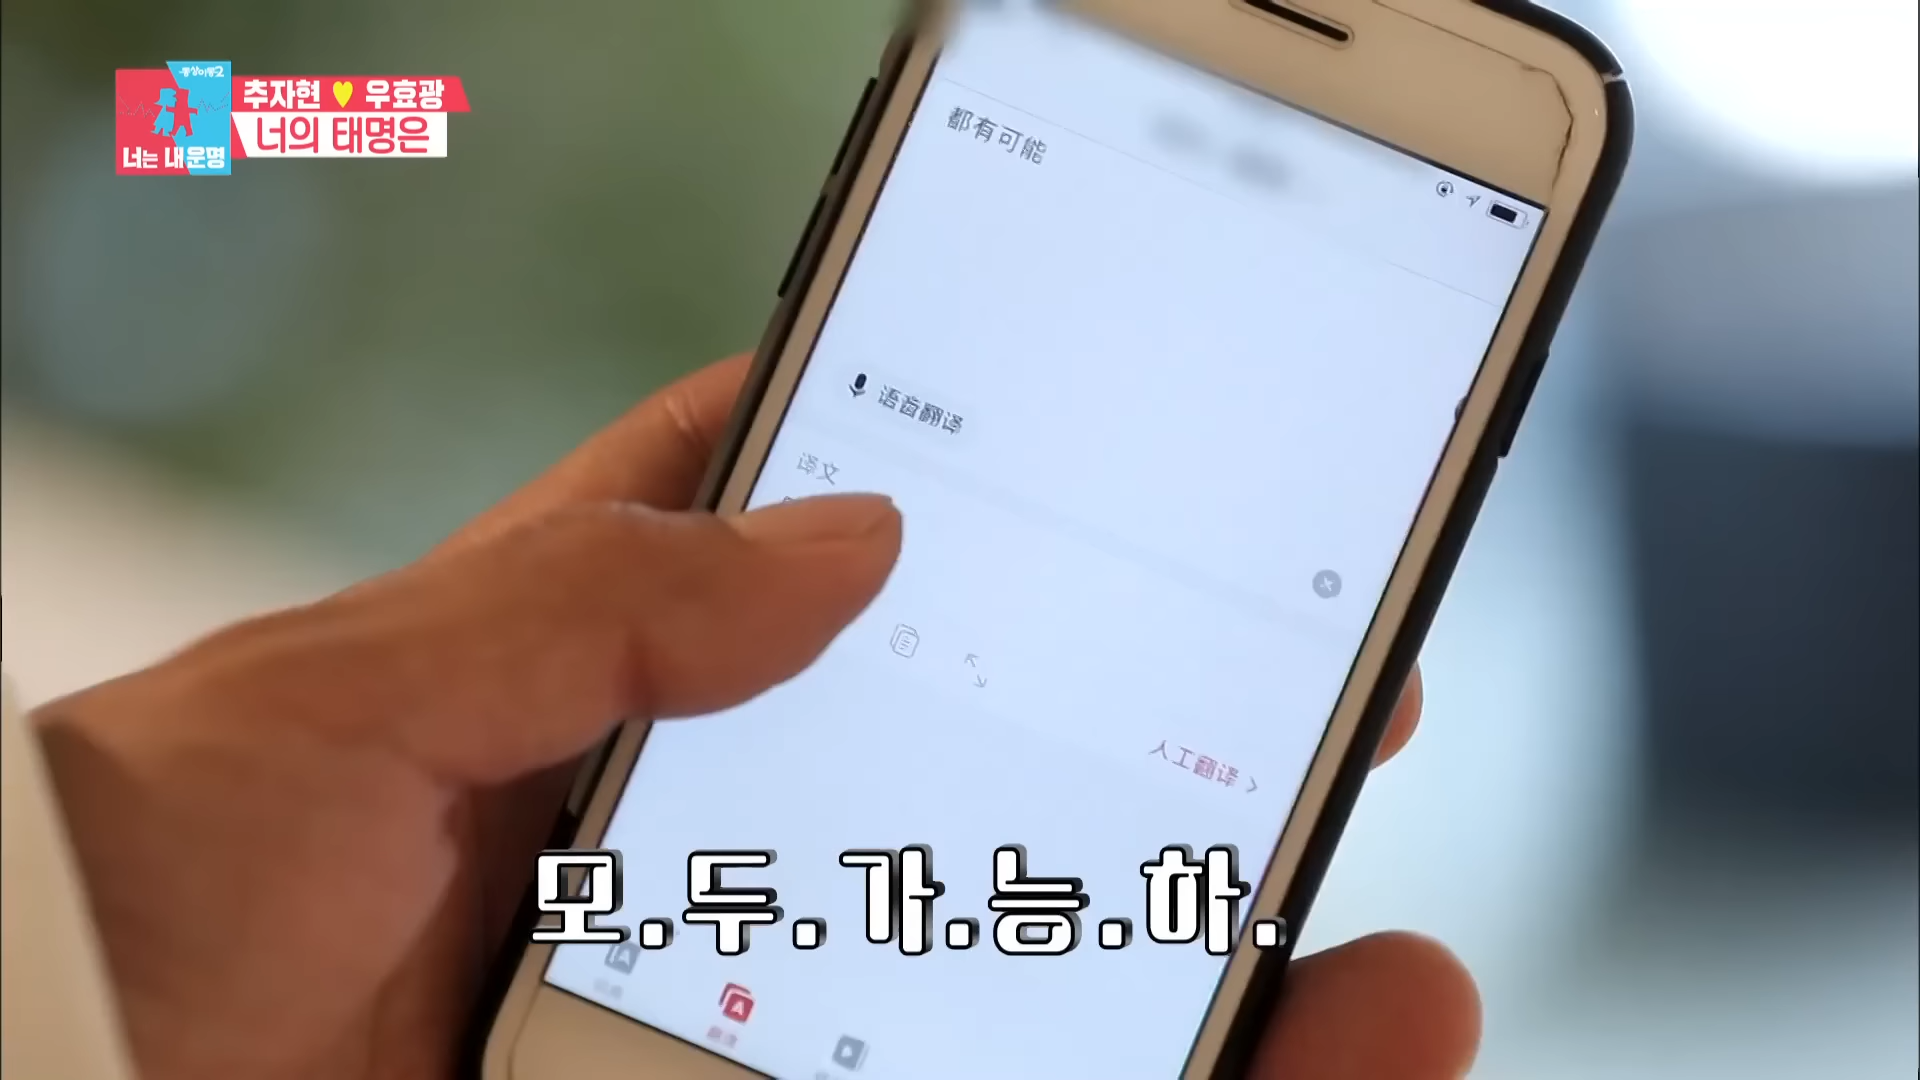 동상이몽2
너는 내 운명
추자현 💛 우효광
너의 태명은
都有可能
语音翻译
译文
人工翻译 >
모.두.가.능.하.
翻译